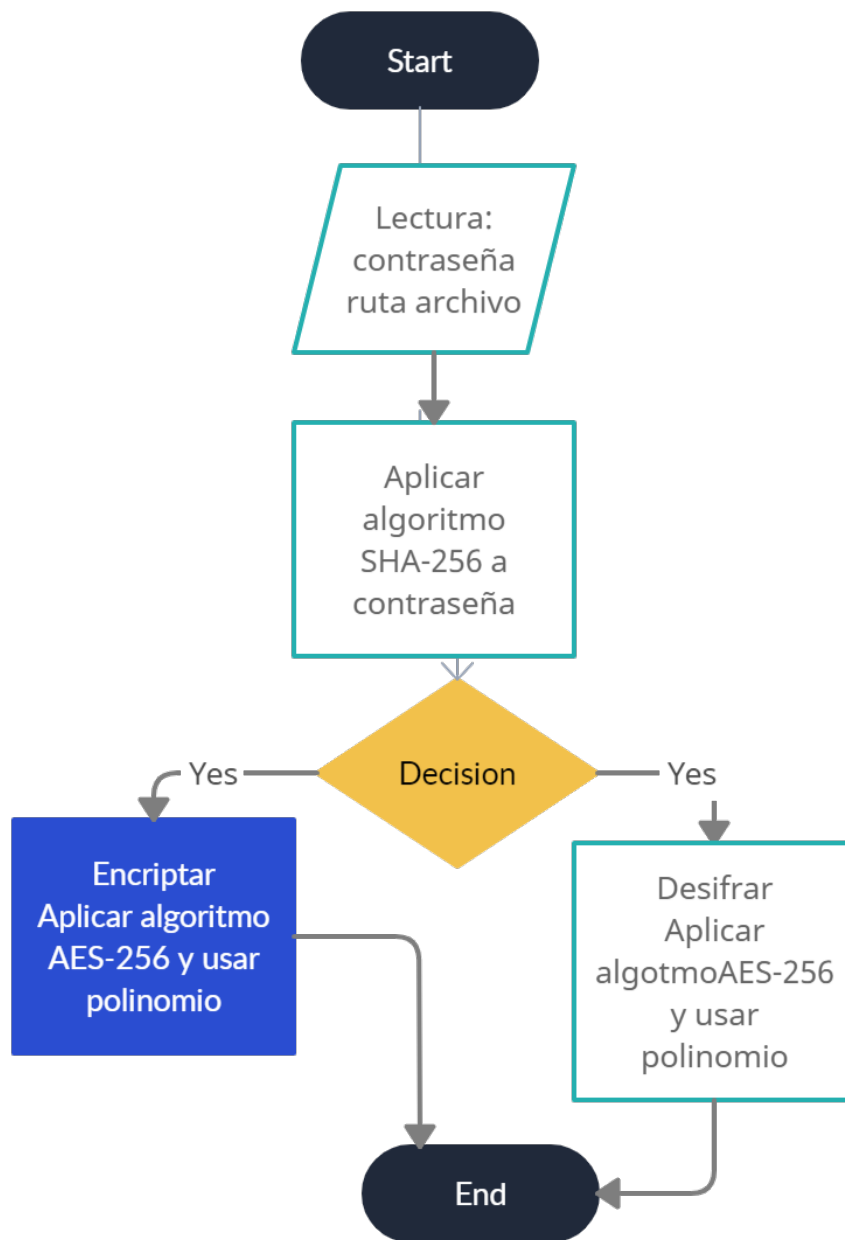 Start
Lectura:
contraseña
ruta archivo
Aplicar
algoritmo
SHA-256 a
contraseña
Decision
Yes
Yes
Encriptar
Aplicar algoritmo
AES-256 y usar
polinomio
Desifrar
Aplicar
algotmoAES-256
y usar
polinomio
End